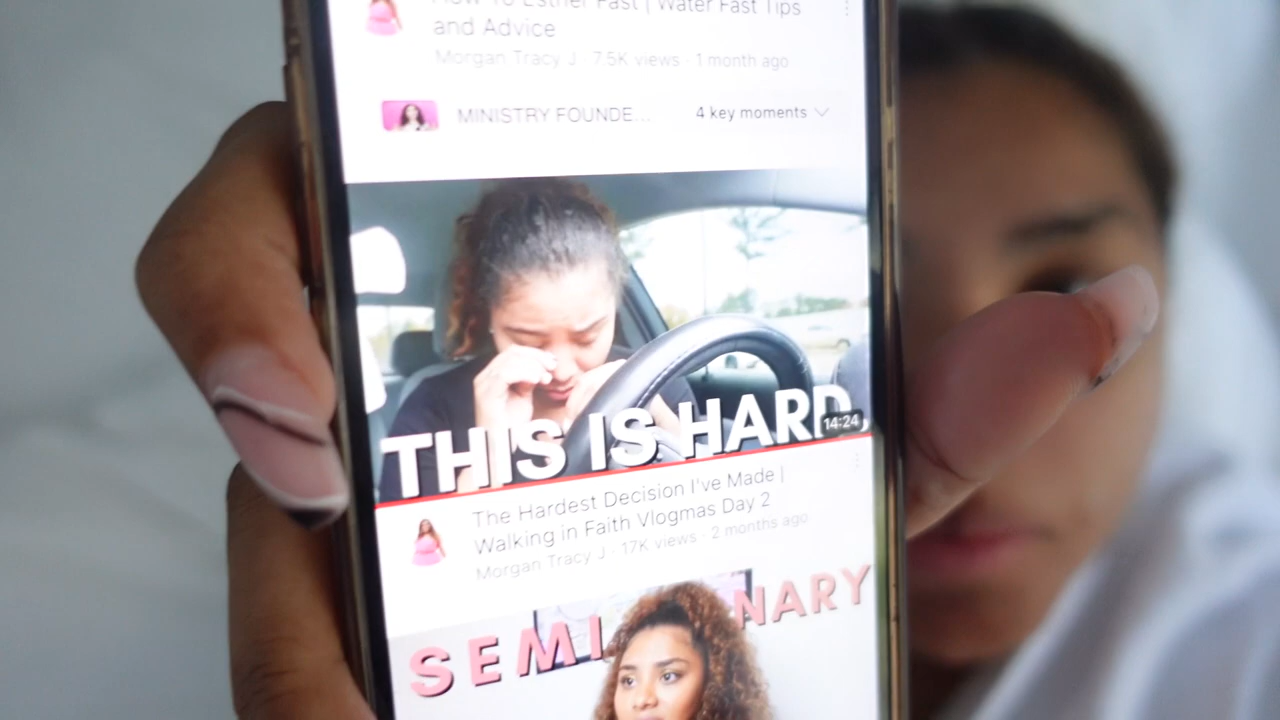 How To Esther Fast | Water Fast Tips
and Advice
Morgan Tracy J · 7.5K views · 1 month ago
MINISTRY FOUNDE... 4 key moments
THIS IS HARD,
14:24
The Hardest Decision I've Made |
Walking in Faith Vlogmas Day 2
Morgan Tracy J · 17K views · 2 months ago
SEMI NARY